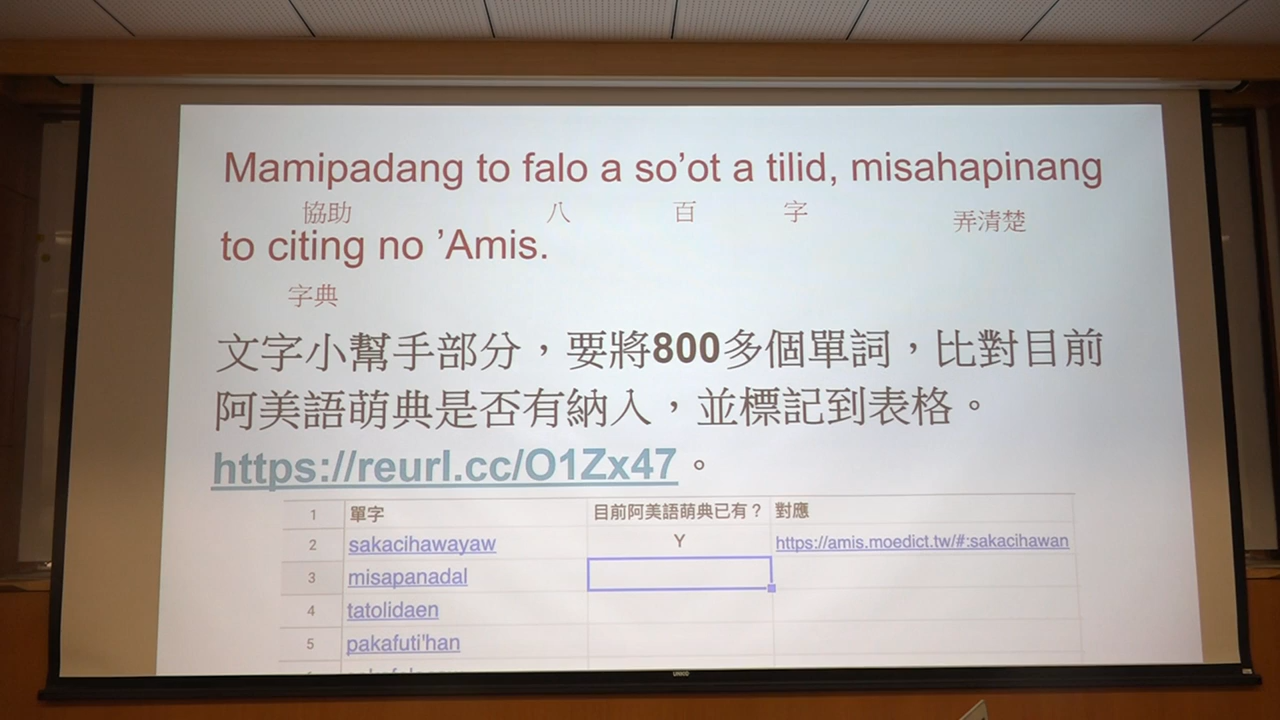 Mamipadang to falo a so’ot a tilid, misahapinang
協助 八 百 字 弄清楚
to citing no ’Amis.
字典
文字小幫手部分，要將800多個單詞，比對目前
阿美語萌典是否有納入，並標記到表格。
https://reurl.cc/O1Zx47 。
1 單字 目前阿美語萌典已有？ 對應
2 sakacihawayaw Y https://amis.moedict.tw/#:sakacihawan
3 misapanadal
4 tatolidaen
5 pakafuti'han